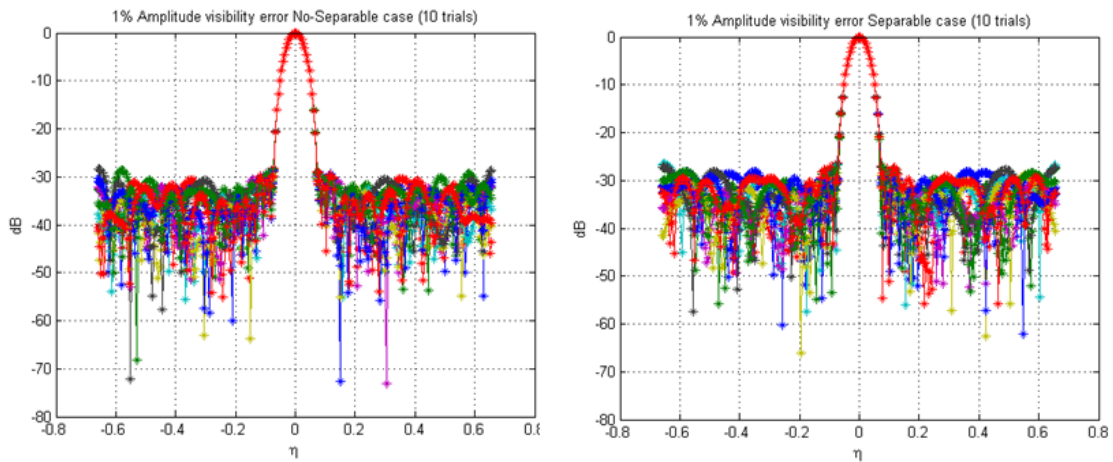 1% Amplitude visibility error No-Separable case (10 trials)
0
-10
-20
-30
-40
-50
-60
-70
-80
dB
-0.8 -0.6 -0.4 -0.2 0 0.2 0.4 0.6 0.8
η
1% Amplitude visibility error Separable case (10 trials)
0
-10
-20
-30
-40
-50
-60
-70
-80
dB
-0.8 -0.6 -0.4 -0.2 0 0.2 0.4 0.6 0.8
η